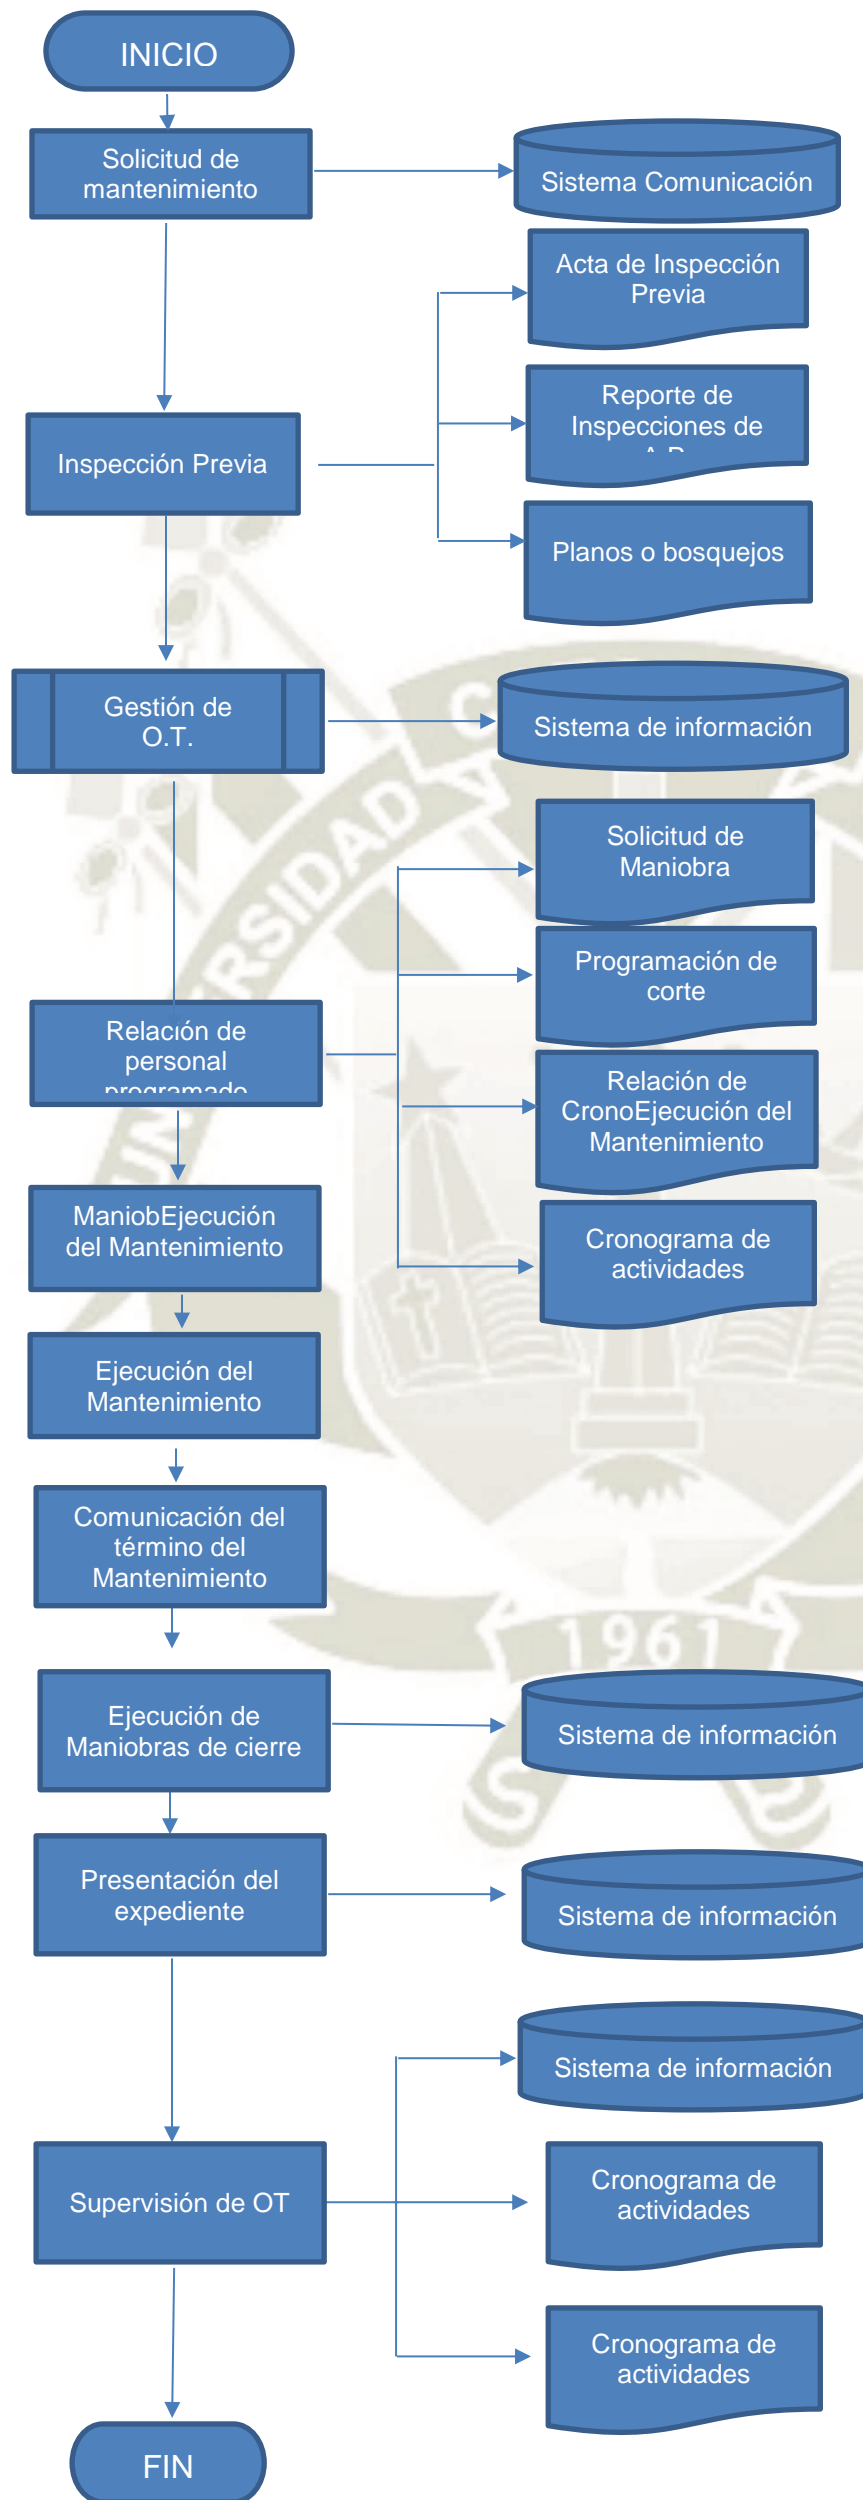 INICIO
Solicitud de
mantenimiento
Sistema Comunicación
Acta de Inspección
Previa
Reporte de
Inspecciones de
Inspección Previa
Planos o bosquejos
Gestión de
O.T.
Sistema de información
Solicitud de
Maniobra
Programación de
corte
Relación de
personal
programado
Relación de
CronoEjecución del
Mantenimiento
ManiobEjecución
del Mantenimiento
Cronograma de
actividades
Ejecución del
Mantenimiento
Comunicación del
término del
Mantenimiento
1961
Ejecución de
Maniobras de cierre
Sistema de información
Presentación del
expediente
Sistema de información
Sistema de información
Supervisión de OT
Cronograma de
actividades
Cronograma de
actividades
FIN